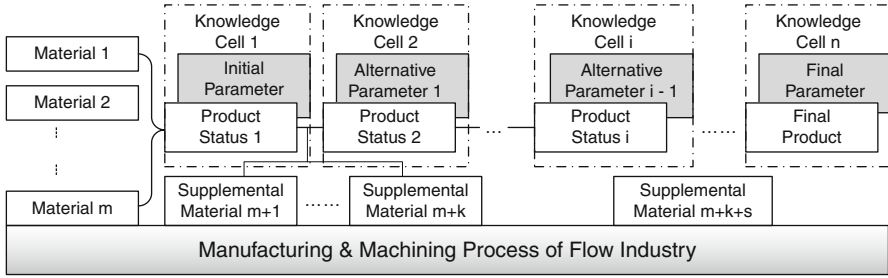 Knowledge
Cell 1
Knowledge
Cell 2
Knowledge
Cell i
Knowledge
Cell n
Material 1
Material 2
Material m
Initial
Parameter
Alternative
Parameter 1
Alternative
Parameter i - 1
Final
Parameter
Product
Status 1
Product
Status 2
...
Product
Status i
......
Final
Product
Supplemental
Material m+1
......
Supplemental
Material m+k
Supplemental
Material m+k+s
Manufacturing & Machining Process of Flow Industry